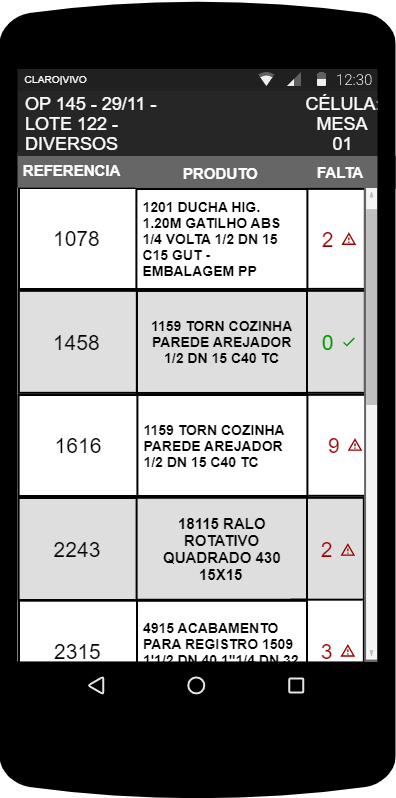 CLARO|VIVO 12:30
OP 145 - 29/11 -
LOTE 122 -
DIVERSOS
CÉLULA:
MESA
01
REFERENCIA PRODUTO FALTA
1078
1201 DUCHA HIG.
1.20M GATILHO ABS
1/4 VOLTA 1/2 DN 15
C15 GUT -
EMBALAGEM PP
2
1458
1159 TORN COZINHA
PAREDE AREJADOR
1/2 DN 15 C40 TC
0
1616
1159 TORN COZINHA
PAREDE AREJADOR
1/2 DN 15 C40 TC
9
2243
18115 RALO
ROTATIVO
QUADRADO 430
15X15
2
2315
4915 ACABAMENTO
PARA REGISTRO 1509
1'1/2 DN 40 1"1/4 DN 32
3